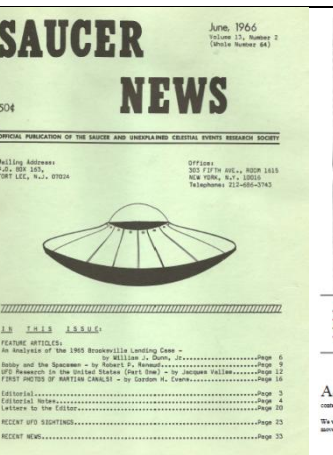 SAUCER
NEWS
June, 1966
Volume 13, Number 2
(Whole Number 64)
50¢
OFFICIAL PUBLICATION OF THE SAUCER AND UNEXPLAINED CELESTIAL EVENTS RESEARCH SOCIETY
Mailing Address:
P.O. BOX 163,
FORT LEE, N.J. 07024
Office:
303 FIFTH AVE., ROOM 1615
NEW YORK, N.Y. 10016
Telephone: 212-686-3743
IN THIS ISSUE:
FEATURE ARTICLES:
An Analysis of the 1965 Brooksville Landing Case -
by William J. Dunn, Jr. Page 6
Bobby and the Spacemen - by Robert P. Renaud Page 9
UFO Research in the United States (Part One) - by Jacques Vallee Page 12
FIRST PHOTOS OF MARTIAN CANALS! - by Gordon H. Evans Page 16
Editorial Page 3
Editorial Notes Page 4
Letters to the Editor Page 20
RECENT UFO SIGHTINGS Page 23
RECENT NEWS Page 33
A
We